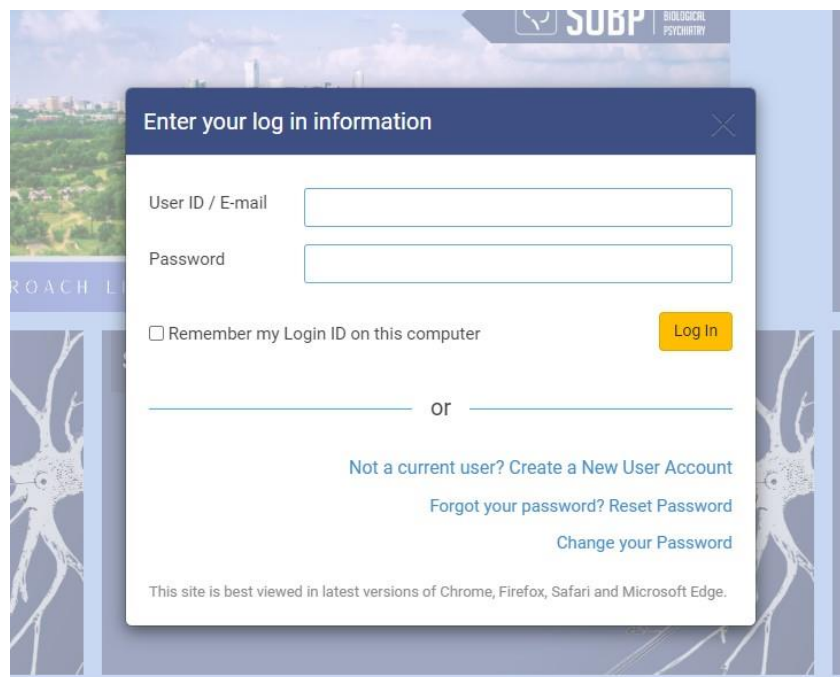 SOBP
BIOLOGICAL
PSYCHIATRY
Enter your log in information
User ID / E-mail
Password
Remember my Login ID on this computer
Log In
or
Not a current user? Create a New User Account
Forgot your password? Reset Password
Change your Password
This site is best viewed in latest versions of Chrome, Firefox, Safari and Microsoft Edge.